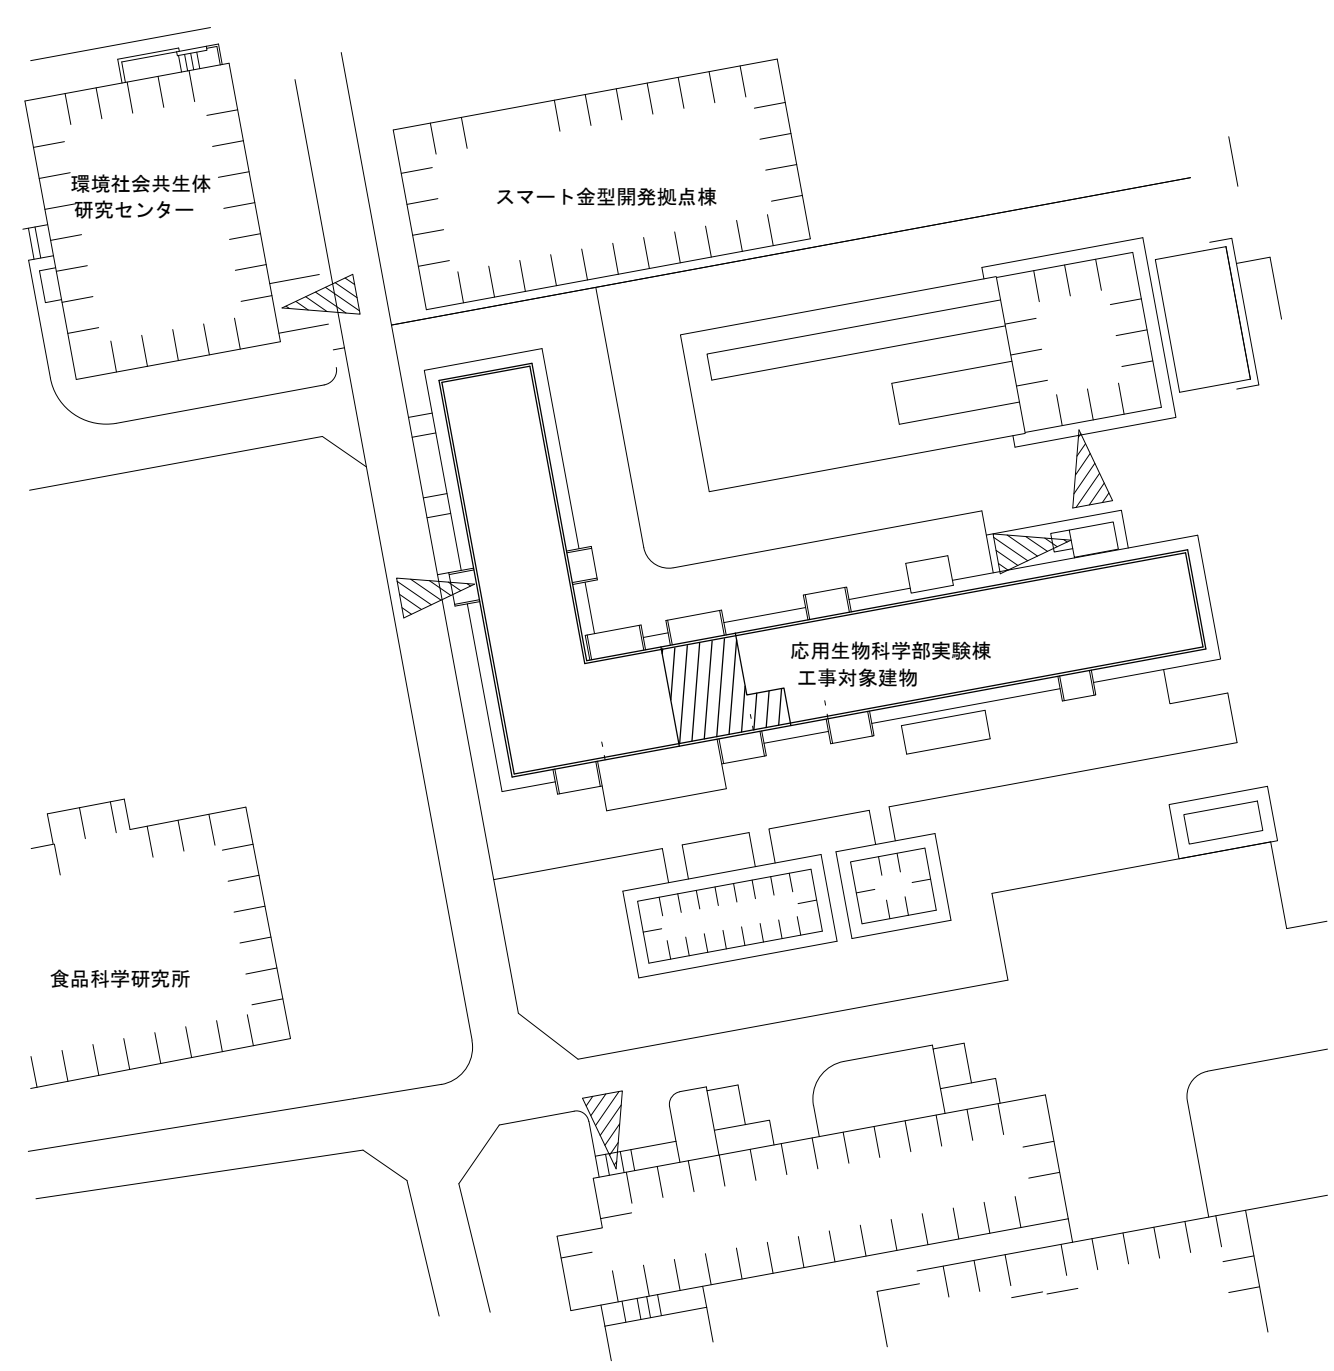 環境社会共生体
研究センター
スマート金型開発拠点棟
応用生物科学部実験棟
工事対象建物
食品科学研究所